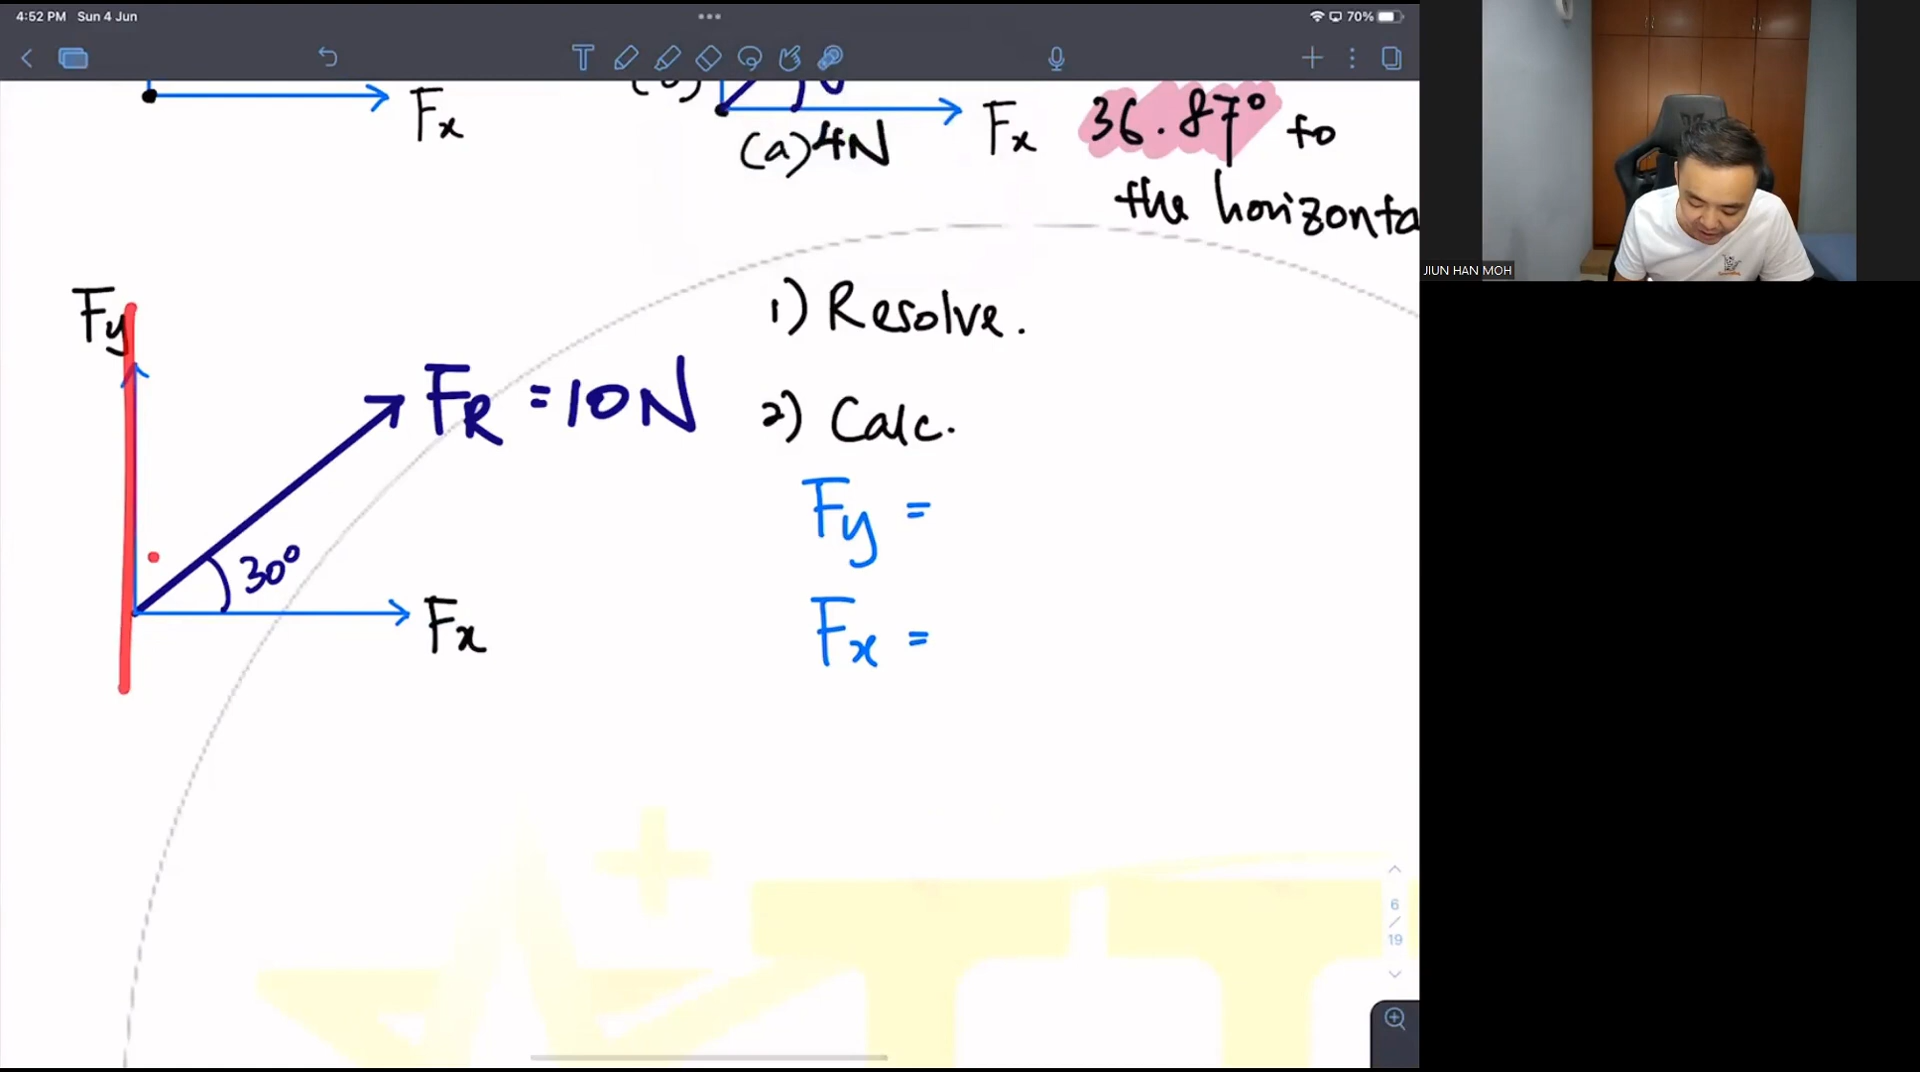 4:52 PM Sun 4 Jun
70%
Fx
(a)4N
Fx
36.87° to
the horizonta
JIUN HAN MOH
Fy
FR = 10N
30°
Fx
1) Resolve.
2) Calc.
Fy =
Fx =
6
/
19